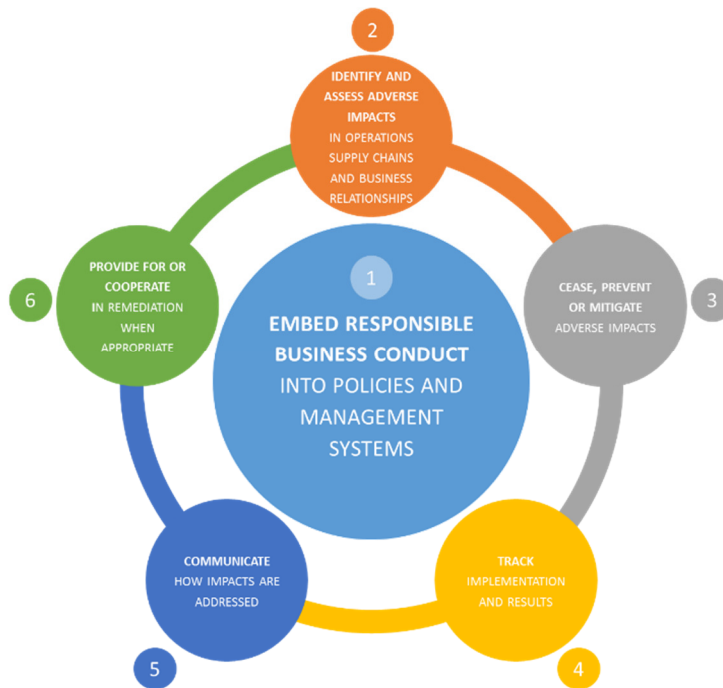 1
EMBED RESPONSIBLE
BUSINESS CONDUCT
INTO POLICIES AND
MANAGEMENT
SYSTEMS
2
IDENTIFY AND
ASSESS ADVERSE
IMPACTS
IN OPERATIONS
SUPPLY CHAINS
AND BUSINESS
RELATIONSHIPS
3
CEASE, PREVENT
OR MITIGATE
ADVERSE IMPACTS
4
TRACK
IMPLEMENTATION
AND RESULTS
5
COMMUNICATE
HOW IMPACTS ARE
ADDRESSED
6
PROVIDE FOR OR
COOPERATE
IN REMEDIATION
WHEN
APPROPRIATE